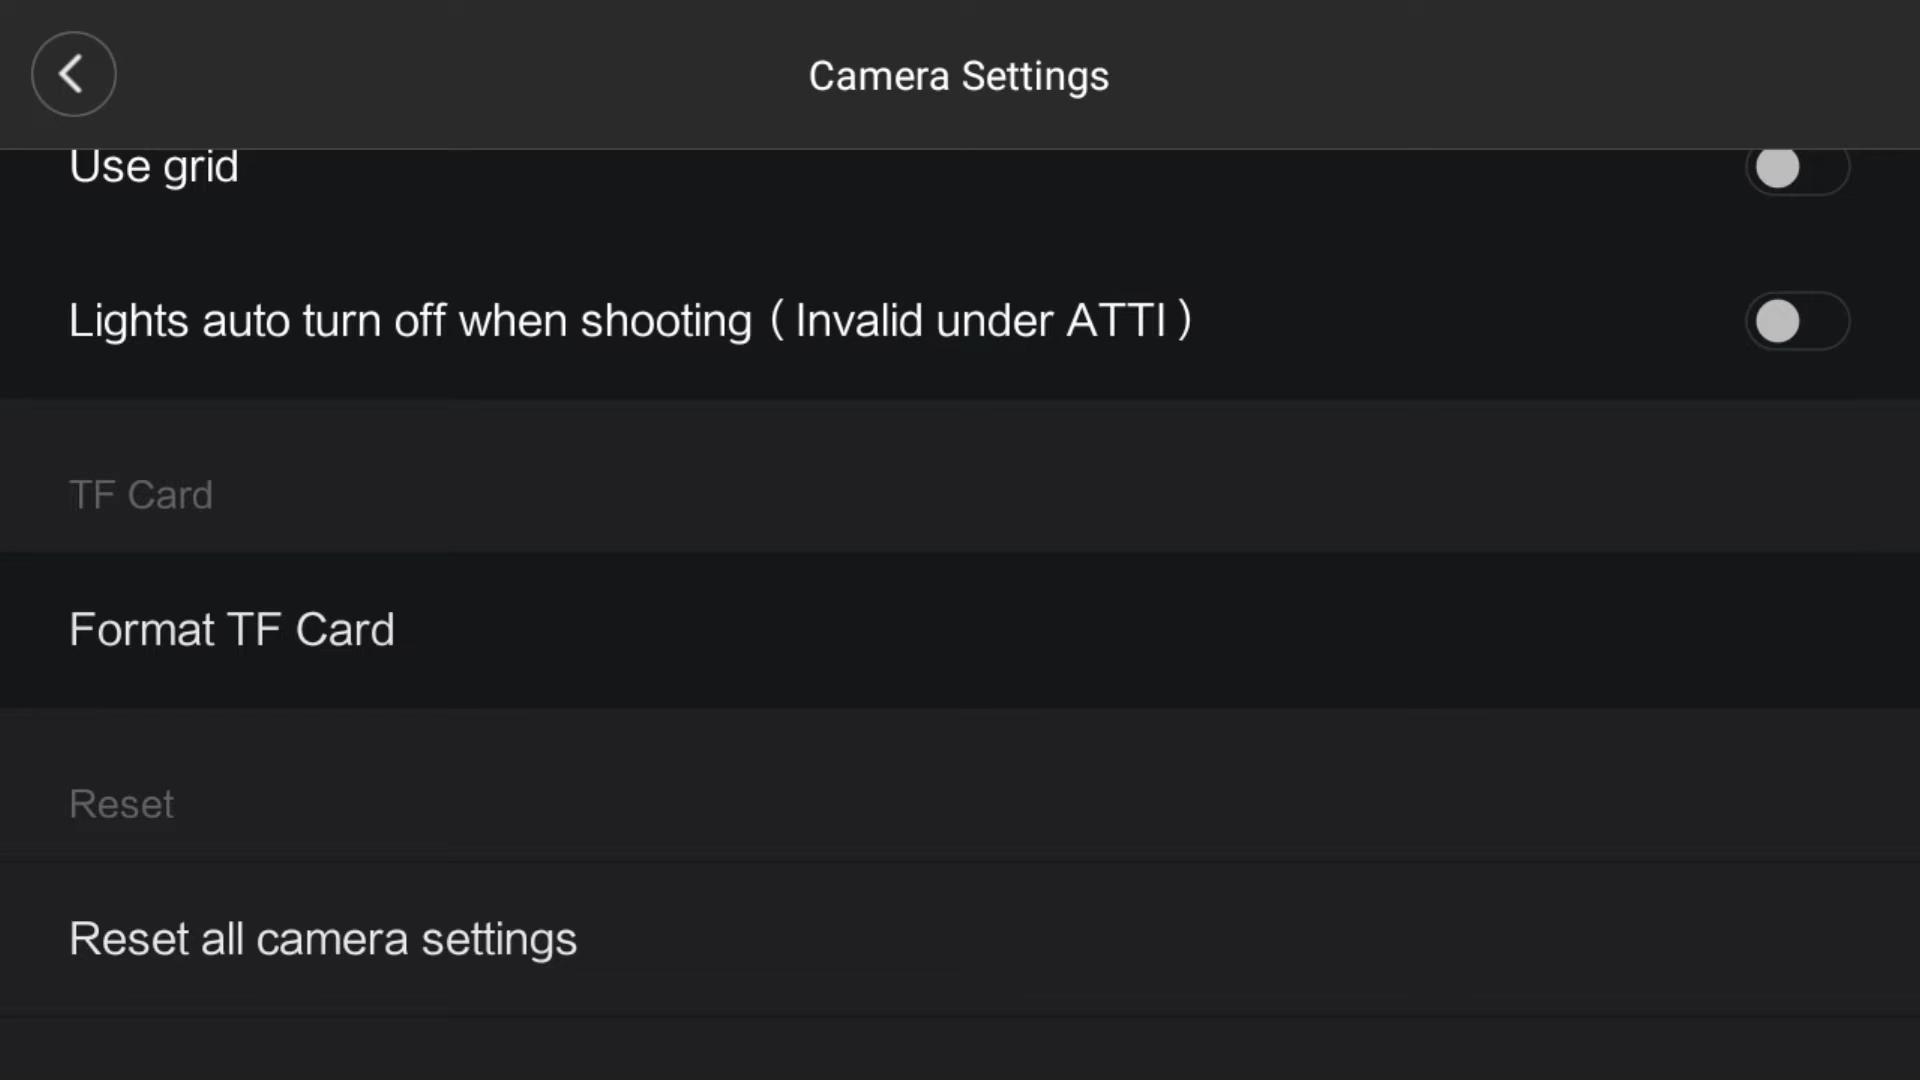 Camera Settings
Use grid
Lights auto turn off when shooting ( Invalid under ATTI )
TF Card
Format TF Card
Reset
Reset all camera settings